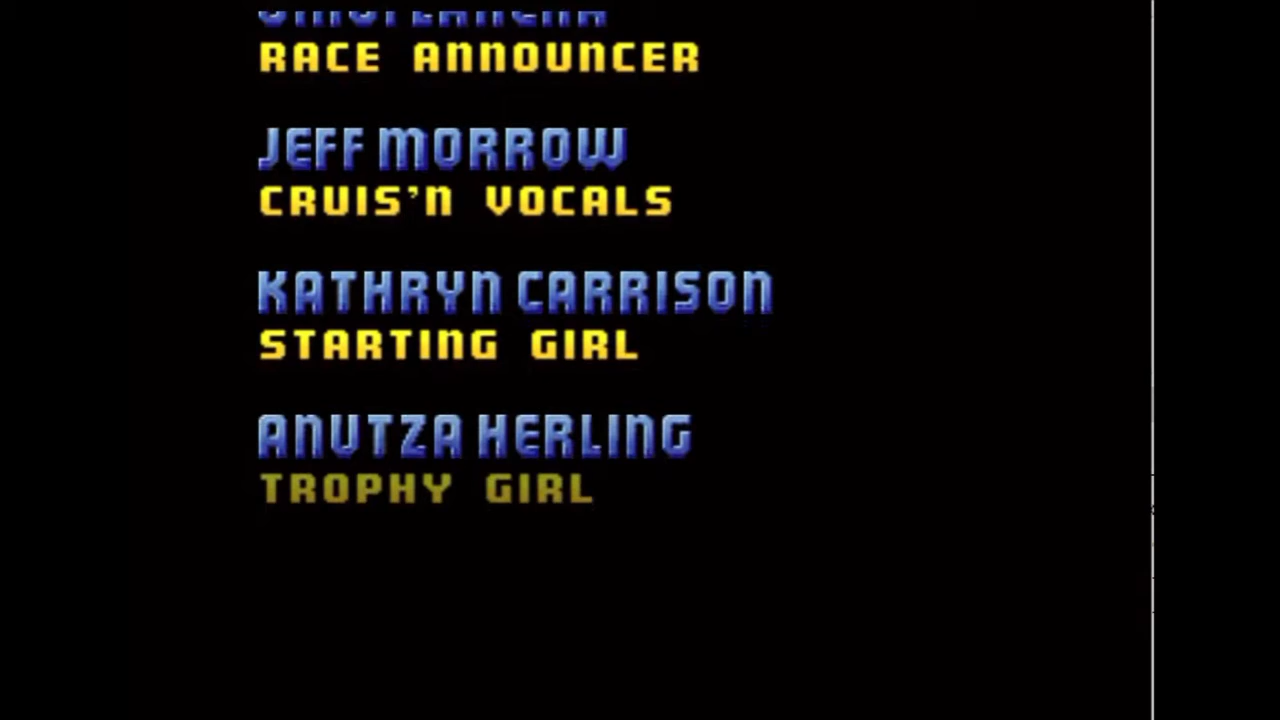 RACE ANNOUNCER
JEFF MORROW
CRUIS'N VOCALS
KATHRYN CARRISON
STARTING GIRL
ANUTZA HERLING
TROPHY GIRL